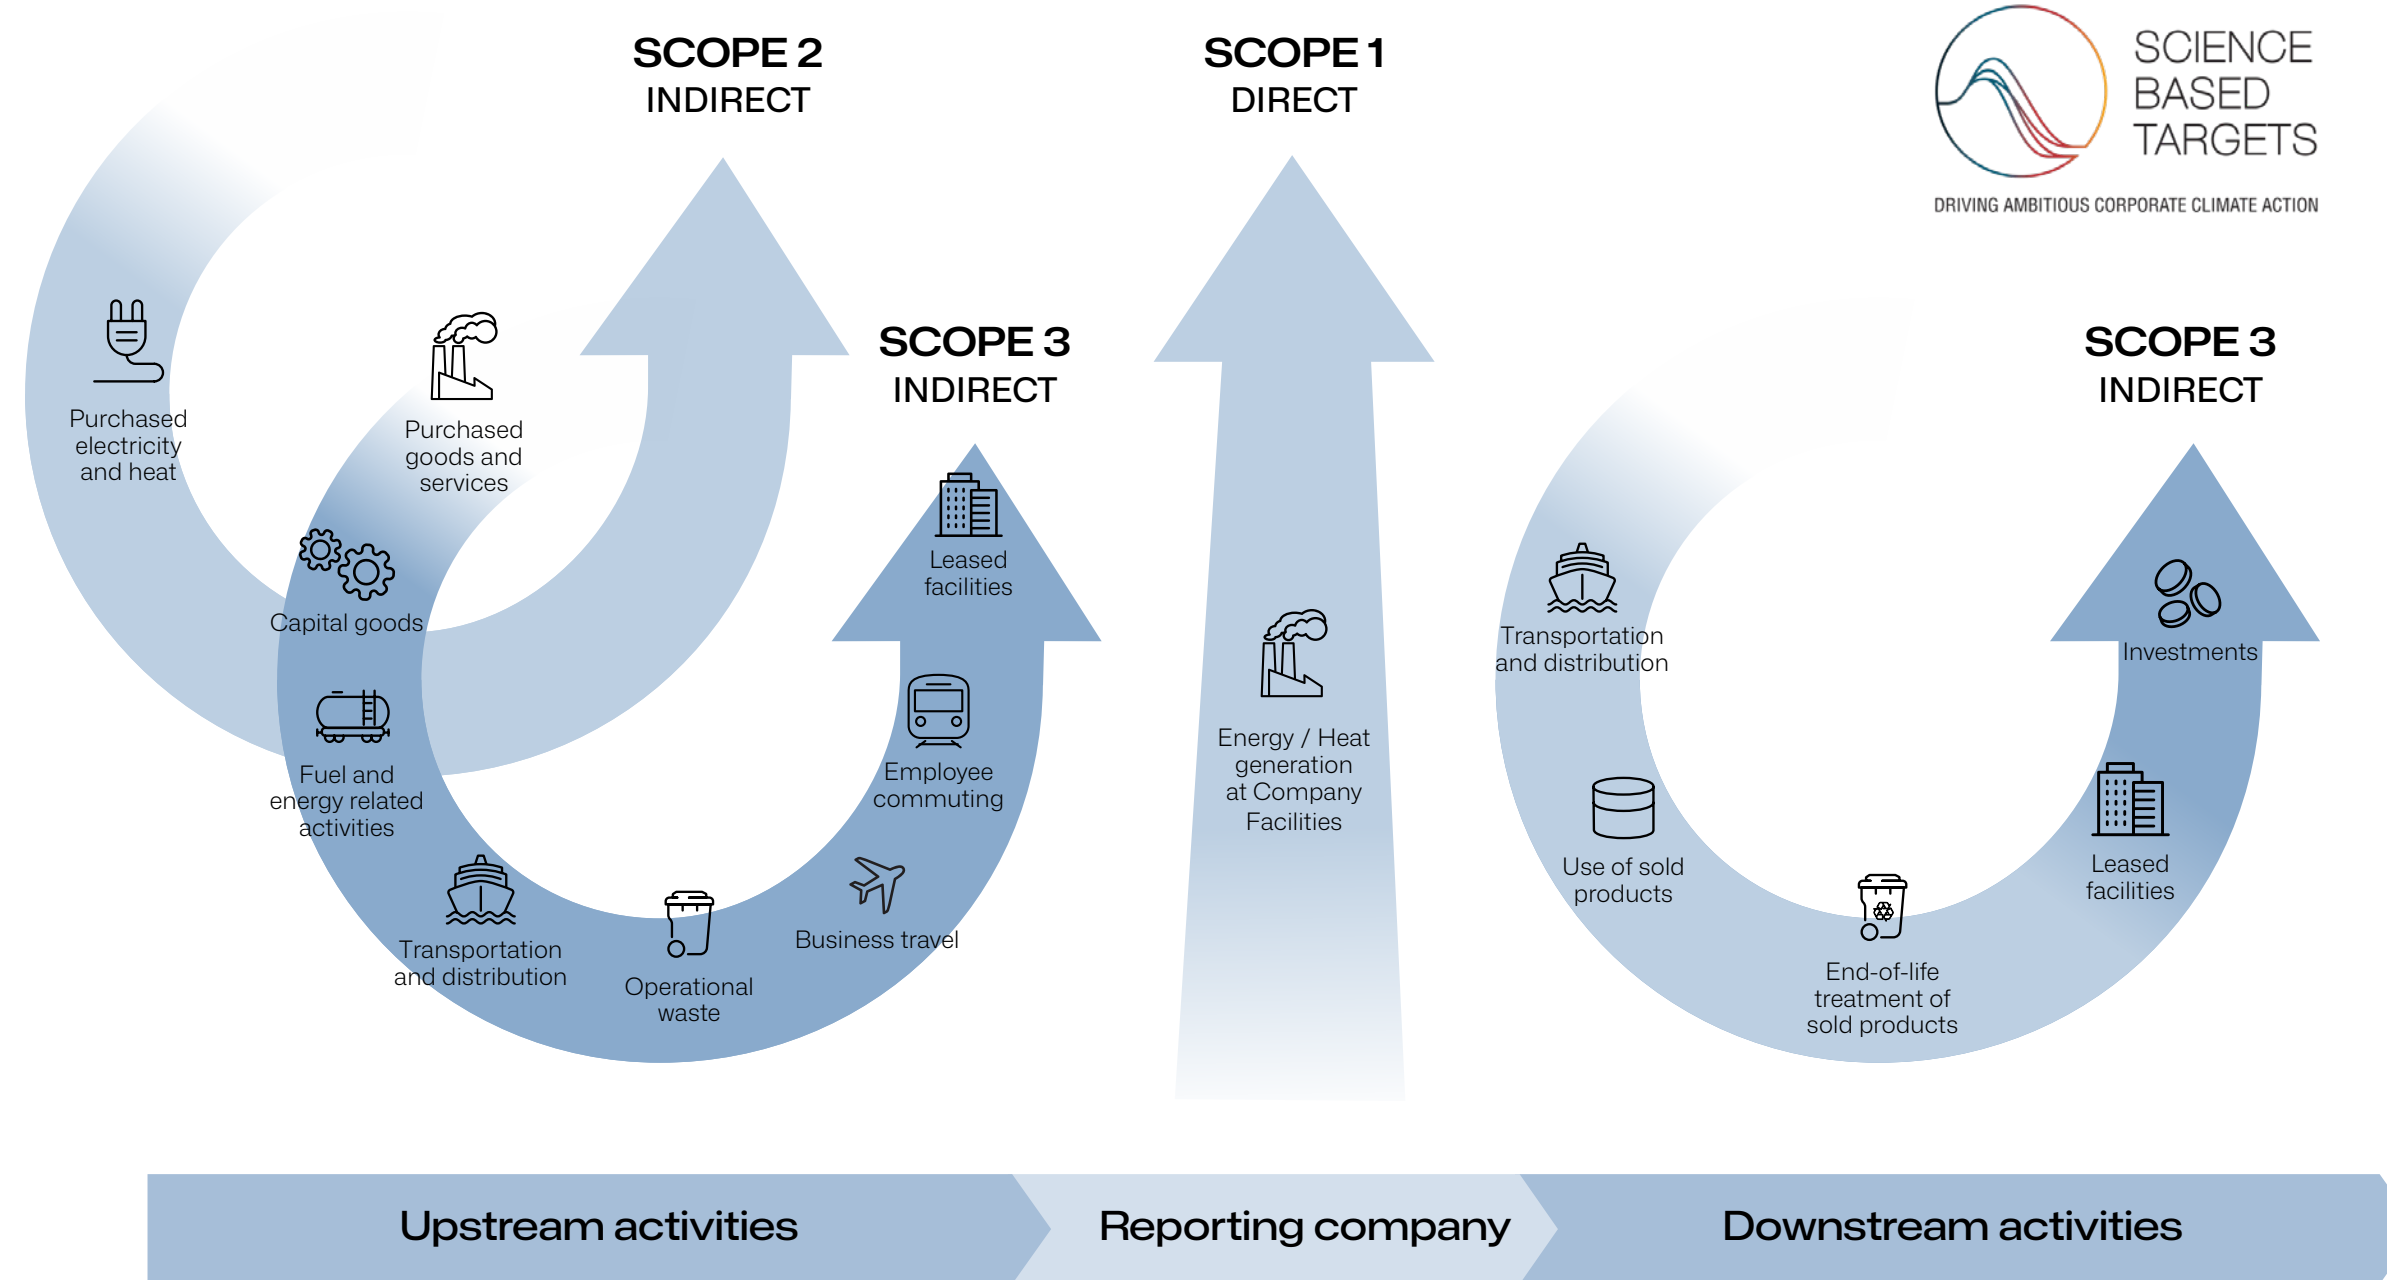 SCOPE 2
INDIRECT
SCOPE 1
DIRECT
SCIENCE
BASED
TARGETS
DRIVING AMBITIOUS CORPORATE CLIMATE ACTION
SCOPE 3
INDIRECT
SCOPE 3
INDIRECT
Purchased
electricity
and heat
Purchased
goods and
services
Capital goods
Fuel and
energy related
activities
Transportation
and distribution
Operational
waste
Business travel
Employee
commuting
Leased
facilities
Energy / Heat
generation
at Company
Facilities
Transportation
and distribution
Use of sold
products
End-of-life
treatment of
sold products
Leased
facilities
Investments
Upstream activities
Reporting company
Downstream activities